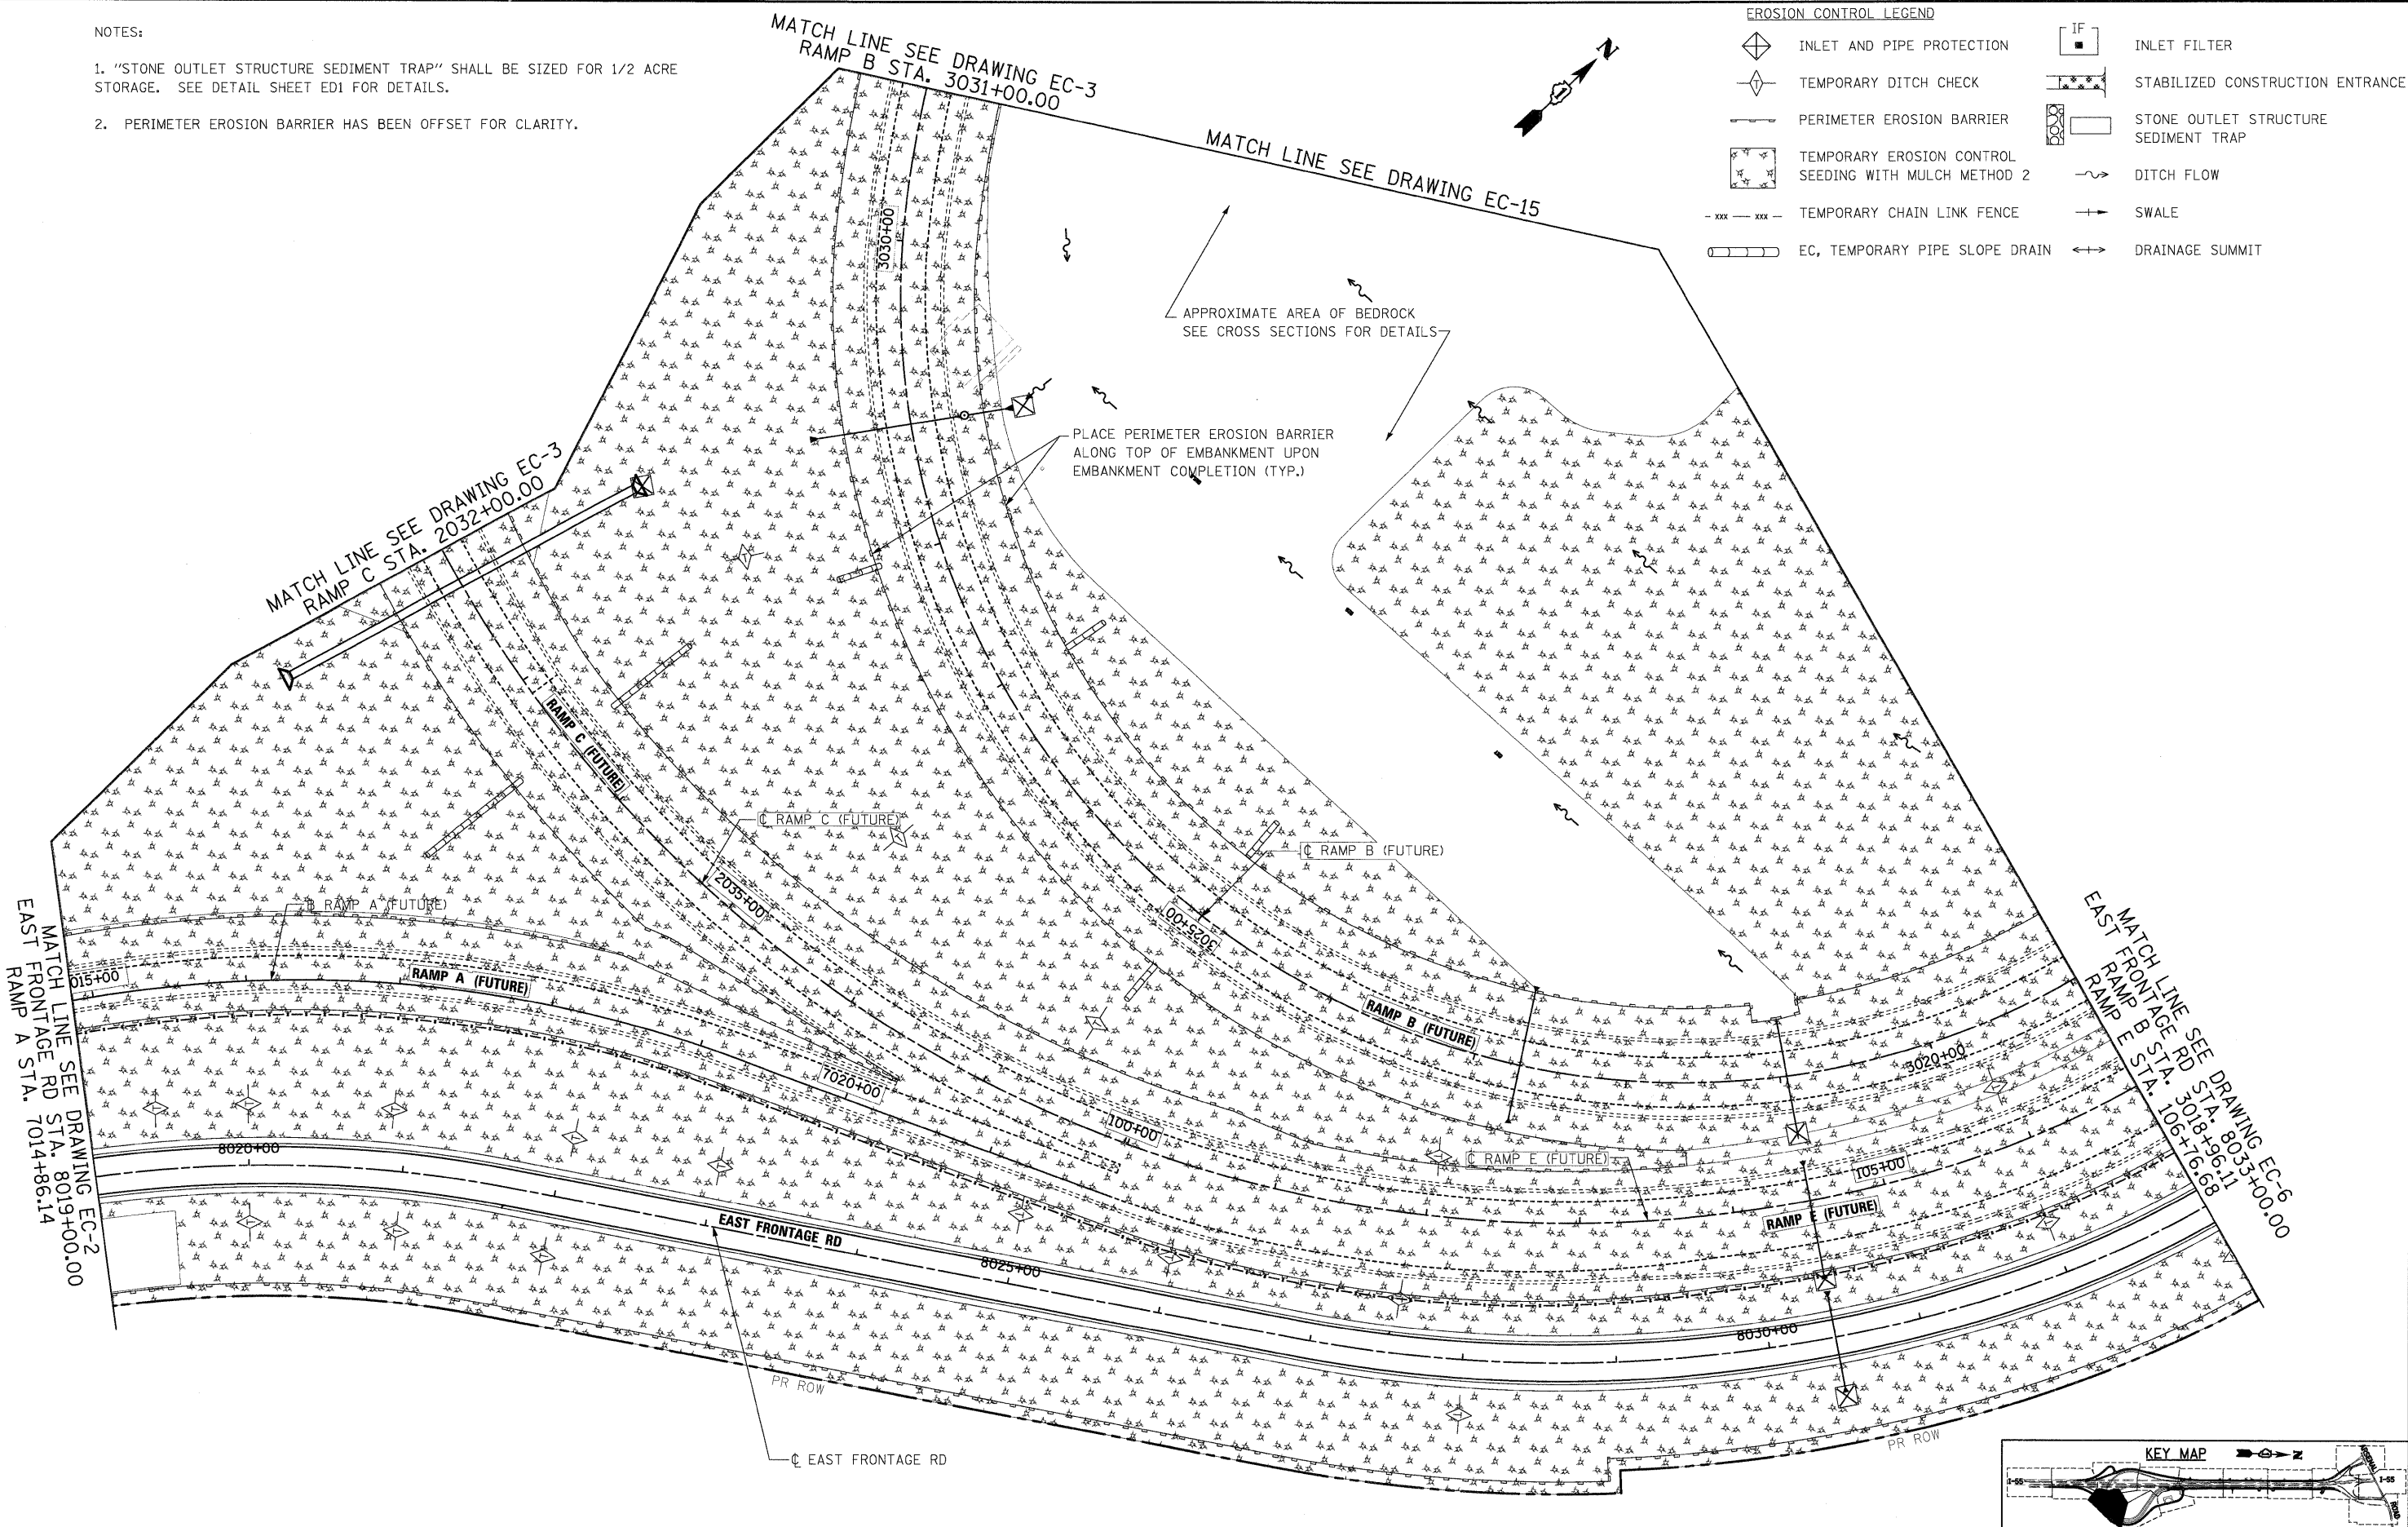 NOTES:
1. "STONE OUTLET STRUCTURE SEDIMENT TRAP" SHALL BE SIZED FOR 1/2 ACRE
STORAGE. SEE DETAIL SHEET ED1 FOR DETAILS.
2. PERIMETER EROSION BARRIER HAS BEEN OFFSET FOR CLARITY.
MATCH LINE SEE DRAWING EC-3
RAMP B STA. 3031+00.00
MATCH LINE SEE DRAWING EC-15
N
EROSION CONTROL LEGEND
INLET AND PIPE PROTECTION
T
TEMPORARY DITCH CHECK
PERIMETER EROSION BARRIER
TEMPORARY EROSION CONTROL
SEEDING WITH MULCH METHOD 2
- xxx — xxx —
TEMPORARY CHAIN LINK FENCE
EC, TEMPORARY PIPE SLOPE DRAIN
IF
INLET FILTER
STABILIZED CONSTRUCTION ENTRANCE
STONE OUTLET STRUCTURE
SEDIMENT TRAP
DITCH FLOW
SWALE
DRAINAGE SUMMIT
3030+00
APPROXIMATE AREA OF BEDROCK
SEE CROSS SECTIONS FOR DETAILS
PLACE PERIMETER EROSION BARRIER
ALONG TOP OF EMBANKMENT UPON
EMBANKMENT COMPLETION (TYP.)
MATCH LINE SEE DRAWING EC-3
RAMP C STA. 2032+00.00
T
RAMP C (FUTURE)
℄ RAMP C (FUTURE)
2035+00
℄ RAMP B (FUTURE)
3025+00
B RAMP A (FUTURE)
015+00
RAMP A (FUTURE)
RAMP B (FUTURE)
7020+00
100+00
3020+00
℄ RAMP E (FUTURE)
105+00
RAMP E (FUTURE)
8020+00
EAST FRONTAGE RD
8025+00
8030+00
MATCH LINE SEE DRAWING EC-2
EAST FRONTAGE RD STA. 8019+00.00
RAMP A STA. 7014+86.14
MATCH LINE SEE DRAWING EC-6
EAST FRONTAGE RD STA. 8033+00.00
RAMP B STA. 3018+96.11
RAMP E STA. 106+76.68
PR ROW
PR ROW
℄ EAST FRONTAGE RD
KEY MAP
N
I-55
I-55
ARSENAL
ROAD